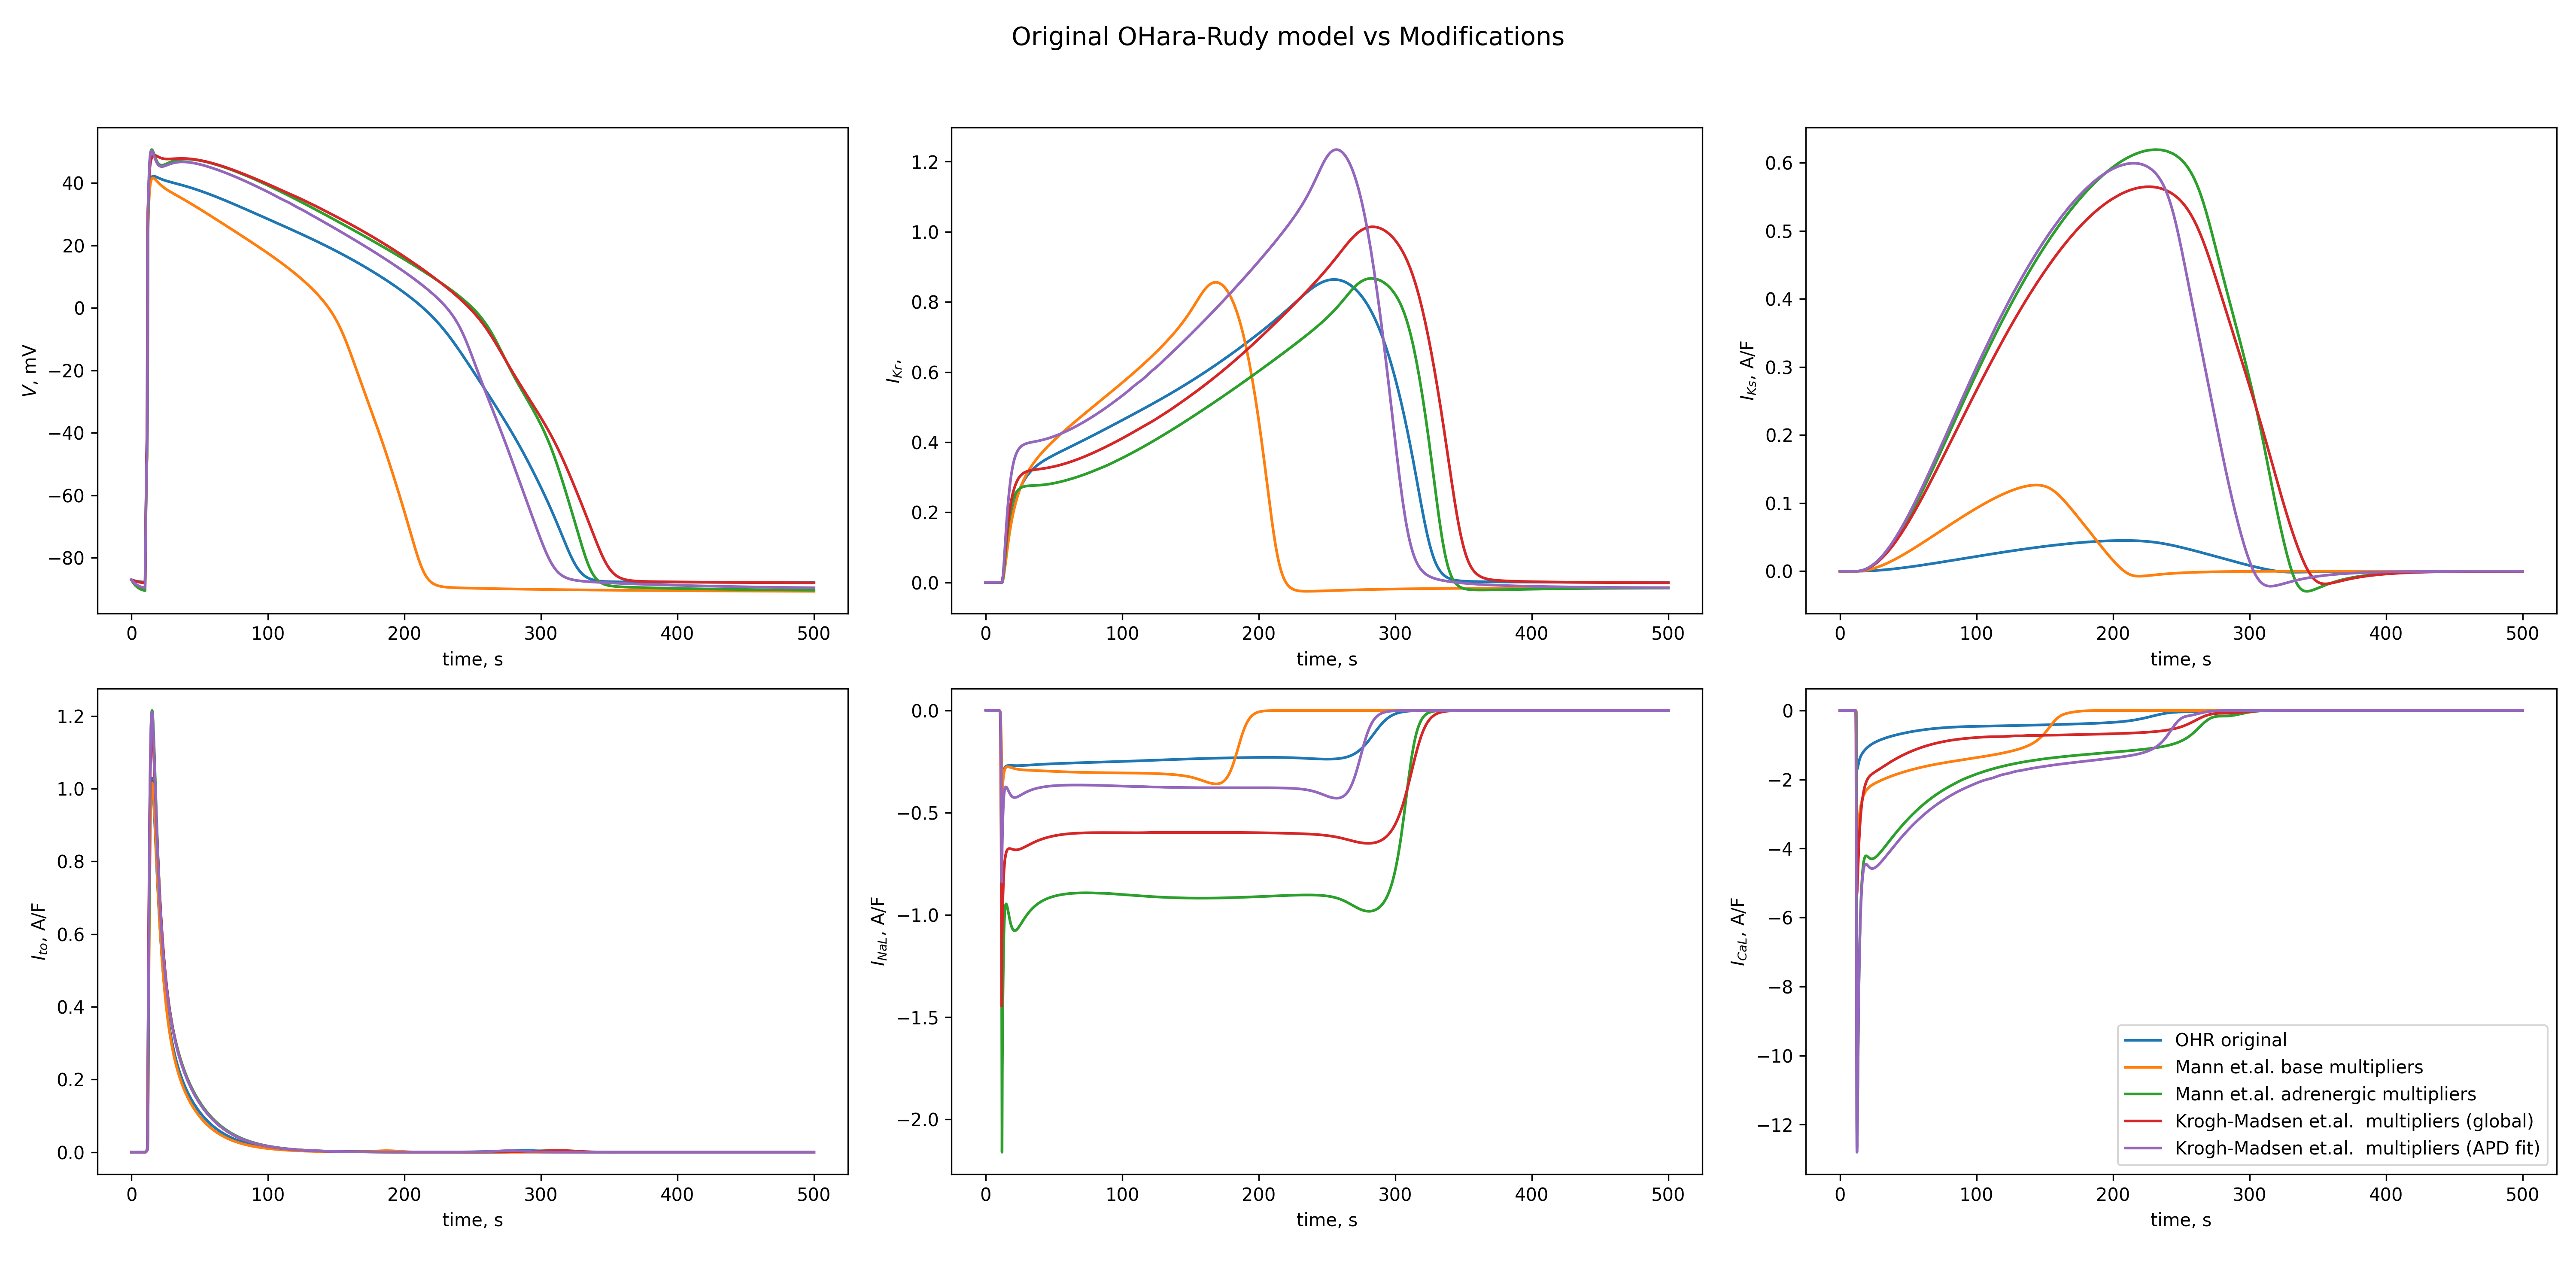 Original OHara-Rudy model vs Modifications
V, mV
40
20
0
−20
−40
−60
−80
0 100 200 300 400 500
time, s
I_Kr,
1.2
1.0
0.8
0.6
0.4
0.2
0.0
0 100 200 300 400 500
time, s
I_Ks, A/F
0.6
0.5
0.4
0.3
0.2
0.1
0.0
0 100 200 300 400 500
time, s
I_to, A/F
1.2
1.0
0.8
0.6
0.4
0.2
0.0
0 100 200 300 400 500
time, s
I_NaL, A/F
0.0
−0.5
−1.0
−1.5
−2.0
0 100 200 300 400 500
time, s
I_CaL, A/F
0
−2
−4
−6
−8
−10
−12
0 100 200 300 400 500
time, s
OHR original
Mann et.al. base multipliers
Mann et.al. adrenergic multipliers
Krogh-Madsen et.al.  multipliers (global)
Krogh-Madsen et.al.  multipliers (APD fit)